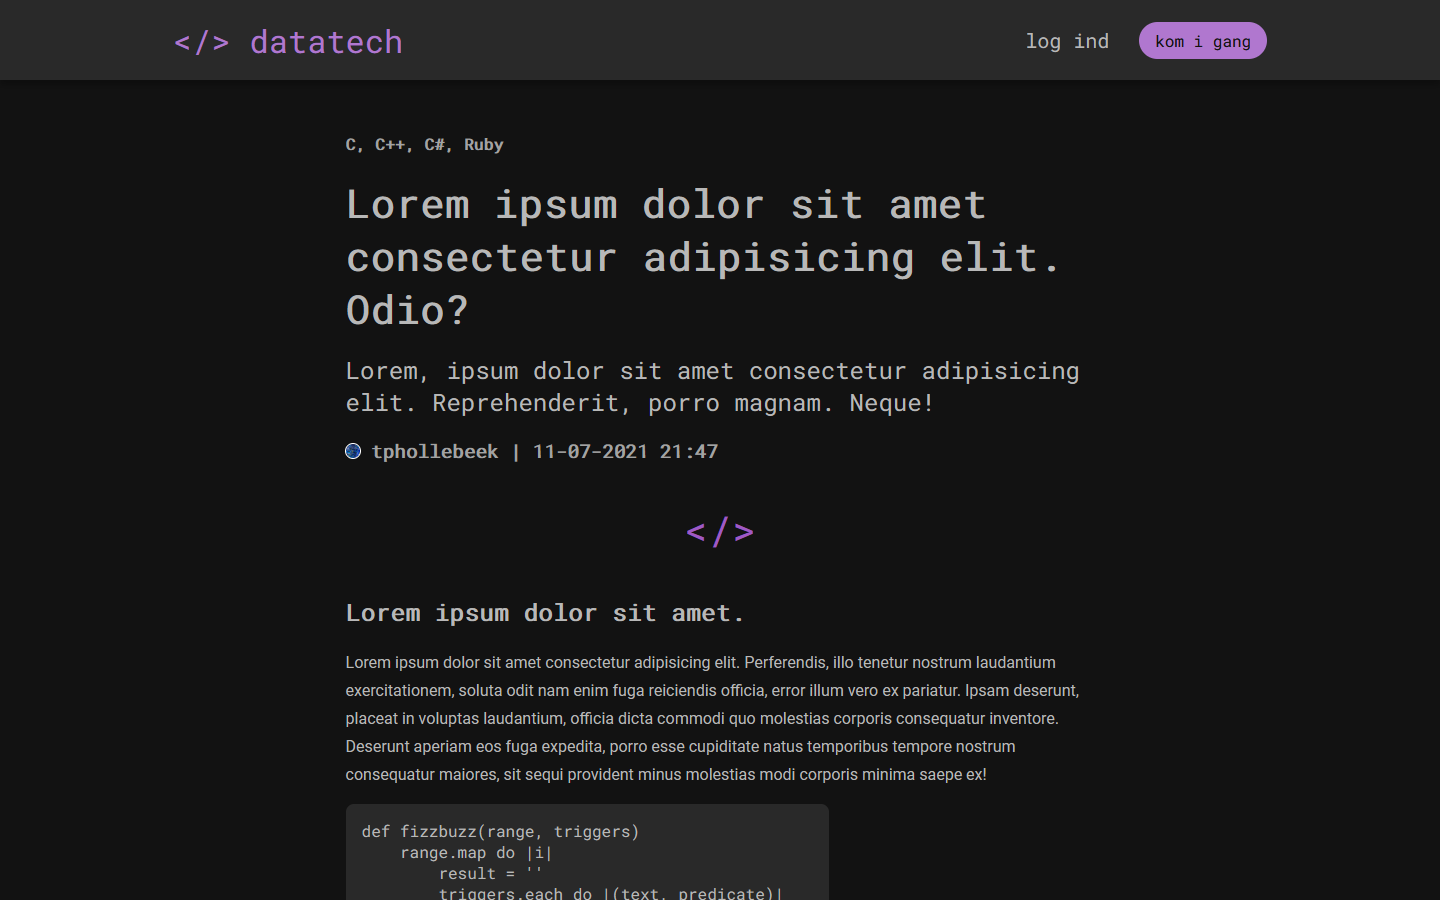 </> datatech
log ind
kom i gang
C, C++, C#, Ruby
Lorem ipsum dolor sit amet
consectetur adipisicing elit.
Odio?
Lorem, ipsum dolor sit amet consectetur adipisicing
elit. Reprehenderit, porro magnam. Neque!
tphollebeek | 11-07-2021 21:47
</>
Lorem ipsum dolor sit amet.
Lorem ipsum dolor sit amet consectetur adipisicing elit. Perferendis, illo tenetur nostrum laudantium
exercitationem, soluta odit nam enim fuga reiciendis officia, error illum vero ex pariatur. Ipsam deserunt,
placeat in voluptas laudantium, officia dicta commodi quo molestias corporis consequatur inventore.
Deserunt aperiam eos fuga expedita, porro esse cupiditate natus temporibus tempore nostrum
consequatur maiores, sit sequi provident minus molestias modi corporis minima saepe ex!
def fizzbuzz(range, triggers)
    range.map do |i|
        result = ''
        triggers.each do |(text, predicate)|